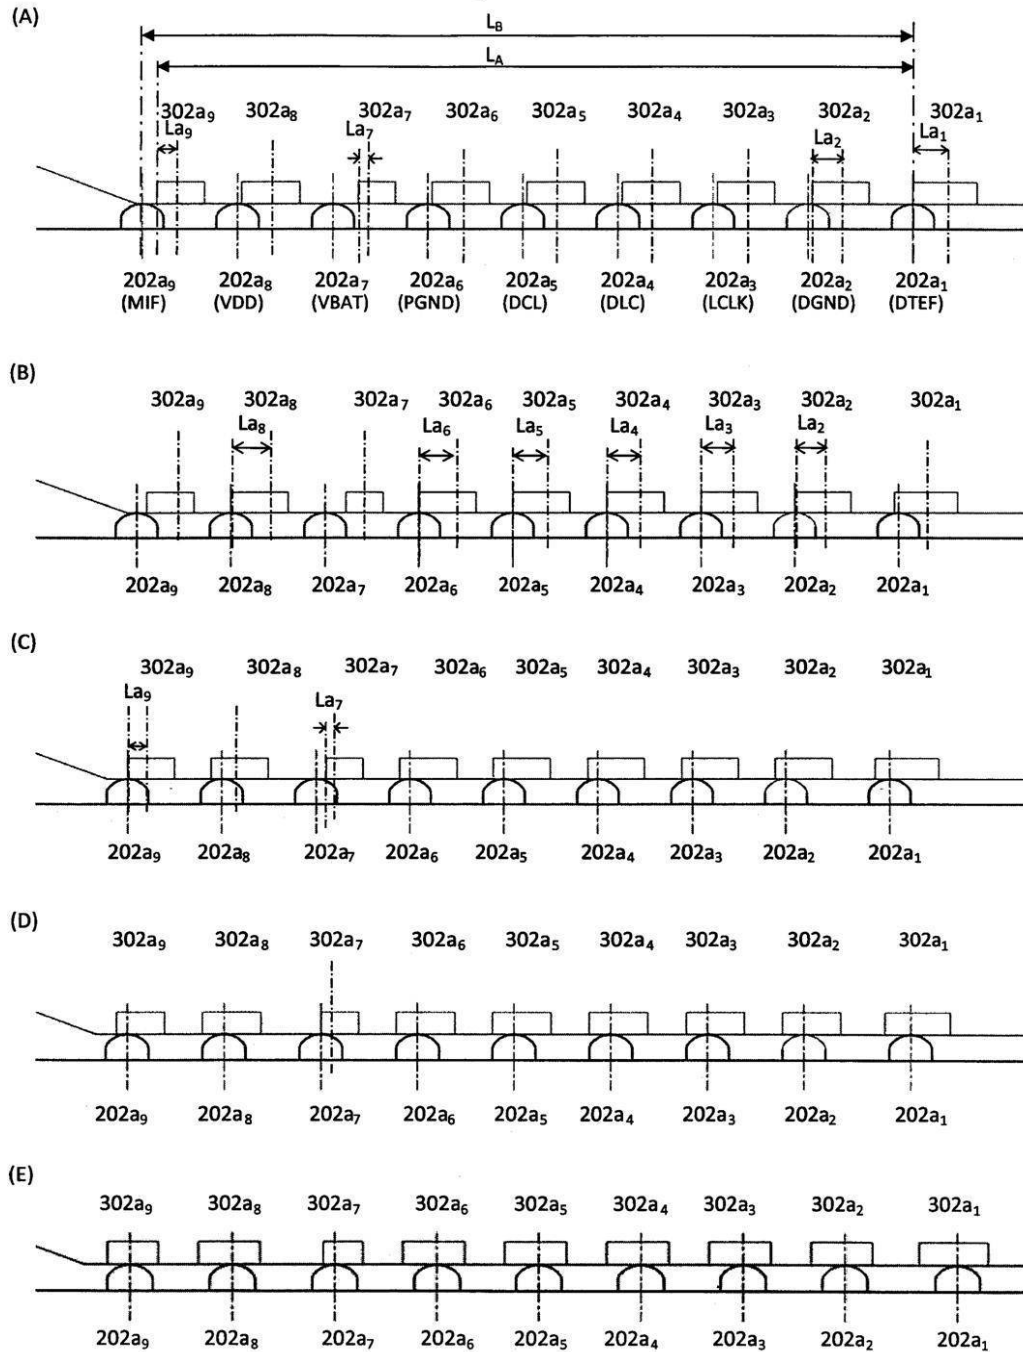 (A)
L_B
L_A
302a₉ 302a₈ 302a₇ 302a₆ 302a₅ 302a₄ 302a₃ 302a₂ 302a₁
La₉ La₇ La₂ La₁
202a₉ 202a₈ 202a₇ 202a₆ 202a₅ 202a₄ 202a₃ 202a₂ 202a₁
(MIF) (VDD) (VBAT) (PGND) (DCL) (DLC) (LCLK) (DGND) (DTEF)
(B)
302a₉ 302a₈ 302a₇ 302a₆ 302a₅ 302a₄ 302a₃ 302a₂ 302a₁
La₈ La₆ La₅ La₄ La₃ La₂
202a₉ 202a₈ 202a₇ 202a₆ 202a₅ 202a₄ 202a₃ 202a₂ 202a₁
(C)
302a₉ 302a₈ 302a₇ 302a₆ 302a₅ 302a₄ 302a₃ 302a₂ 302a₁
La₉ La₇
202a₉ 202a₈ 202a₇ 202a₆ 202a₅ 202a₄ 202a₃ 202a₂ 202a₁
(D)
302a₉ 302a₈ 302a₇ 302a₆ 302a₅ 302a₄ 302a₃ 302a₂ 302a₁
202a₉ 202a₈ 202a₇ 202a₆ 202a₅ 202a₄ 202a₃ 202a₂ 202a₁
(E)
302a₉ 302a₈ 302a₇ 302a₆ 302a₅ 302a₄ 302a₃ 302a₂ 302a₁
202a₉ 202a₈ 202a₇ 202a₆ 202a₅ 202a₄ 202a₃ 202a₂ 202a₁